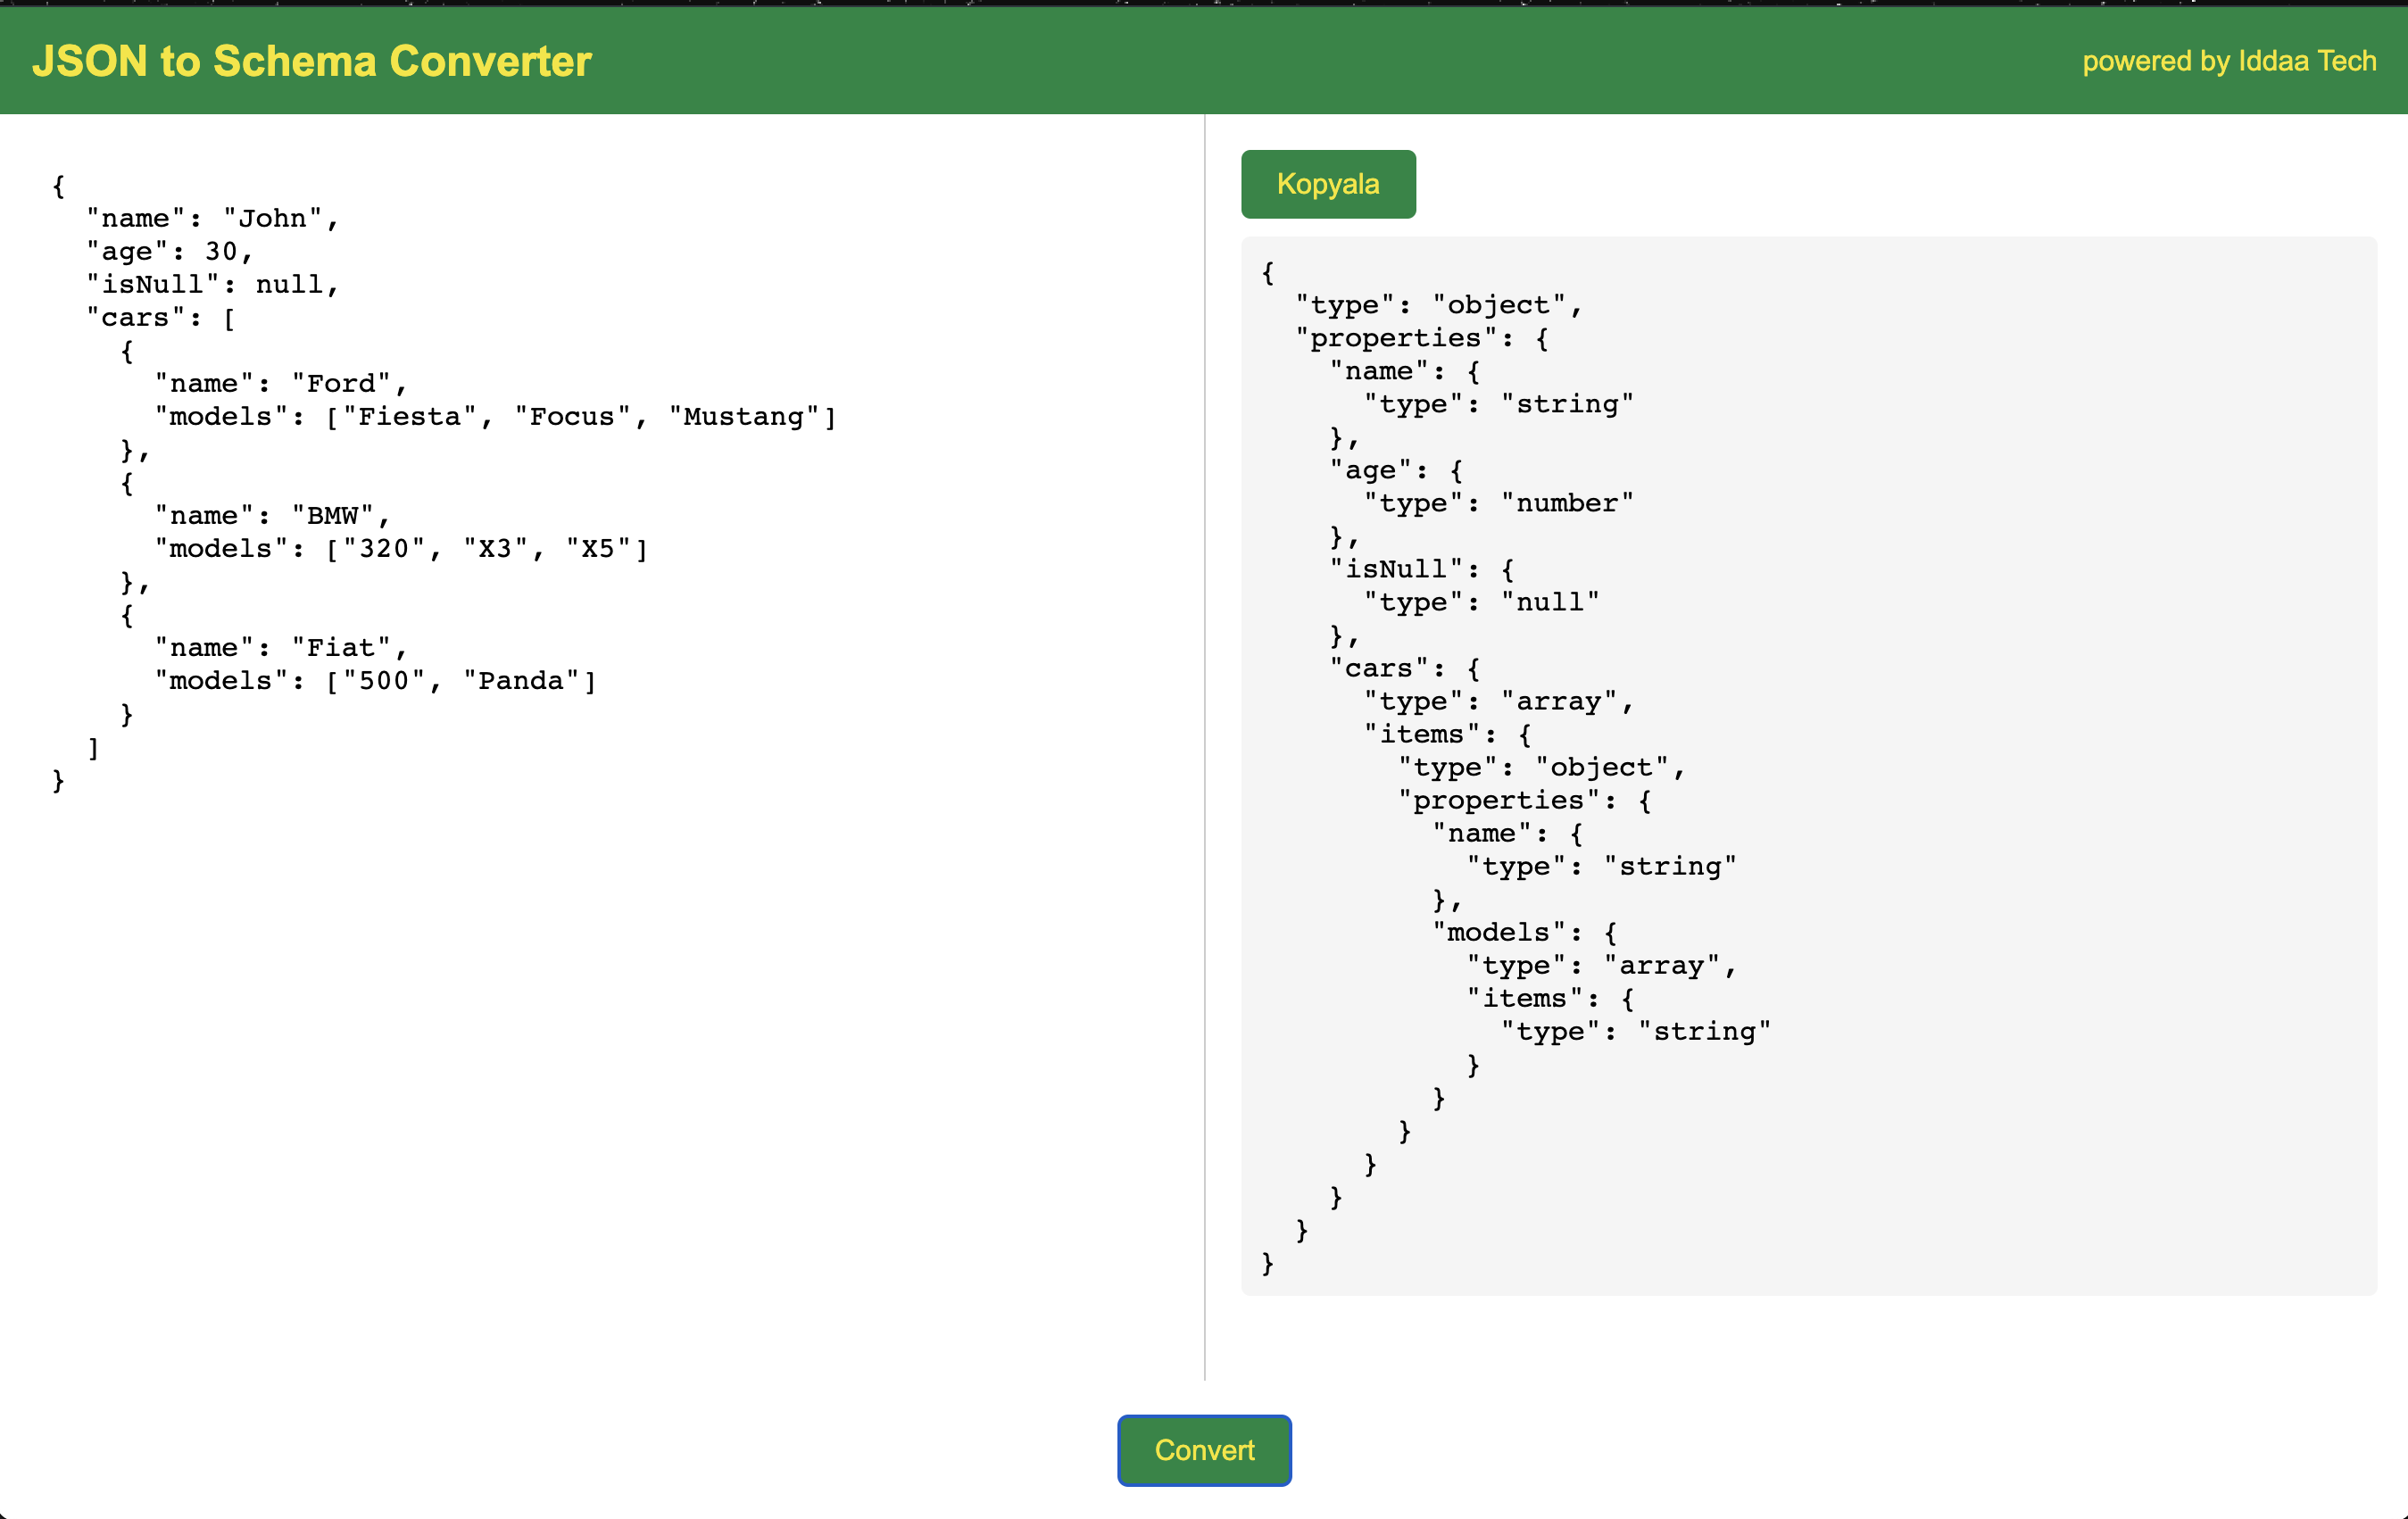 JSON to Schema Converter
powered by Iddaa Tech
{
  "name": "John",
  "age": 30,
  "isNull": null,
  "cars": [
    {
      "name": "Ford",
      "models": ["Fiesta", "Focus", "Mustang"]
    },
    {
      "name": "BMW",
      "models": ["320", "X3", "X5"]
    },
    {
      "name": "Fiat",
      "models": ["500", "Panda"]
    }
  ]
}
Kopyala
{
  "type": "object",
  "properties": {
    "name": {
      "type": "string"
    },
    "age": {
      "type": "number"
    },
    "isNull": {
      "type": "null"
    },
    "cars": {
      "type": "array",
      "items": {
        "type": "object",
        "properties": {
          "name": {
            "type": "string"
          },
          "models": {
            "type": "array",
            "items": {
              "type": "string"
            }
          }
        }
      }
    }
  }
}
Convert